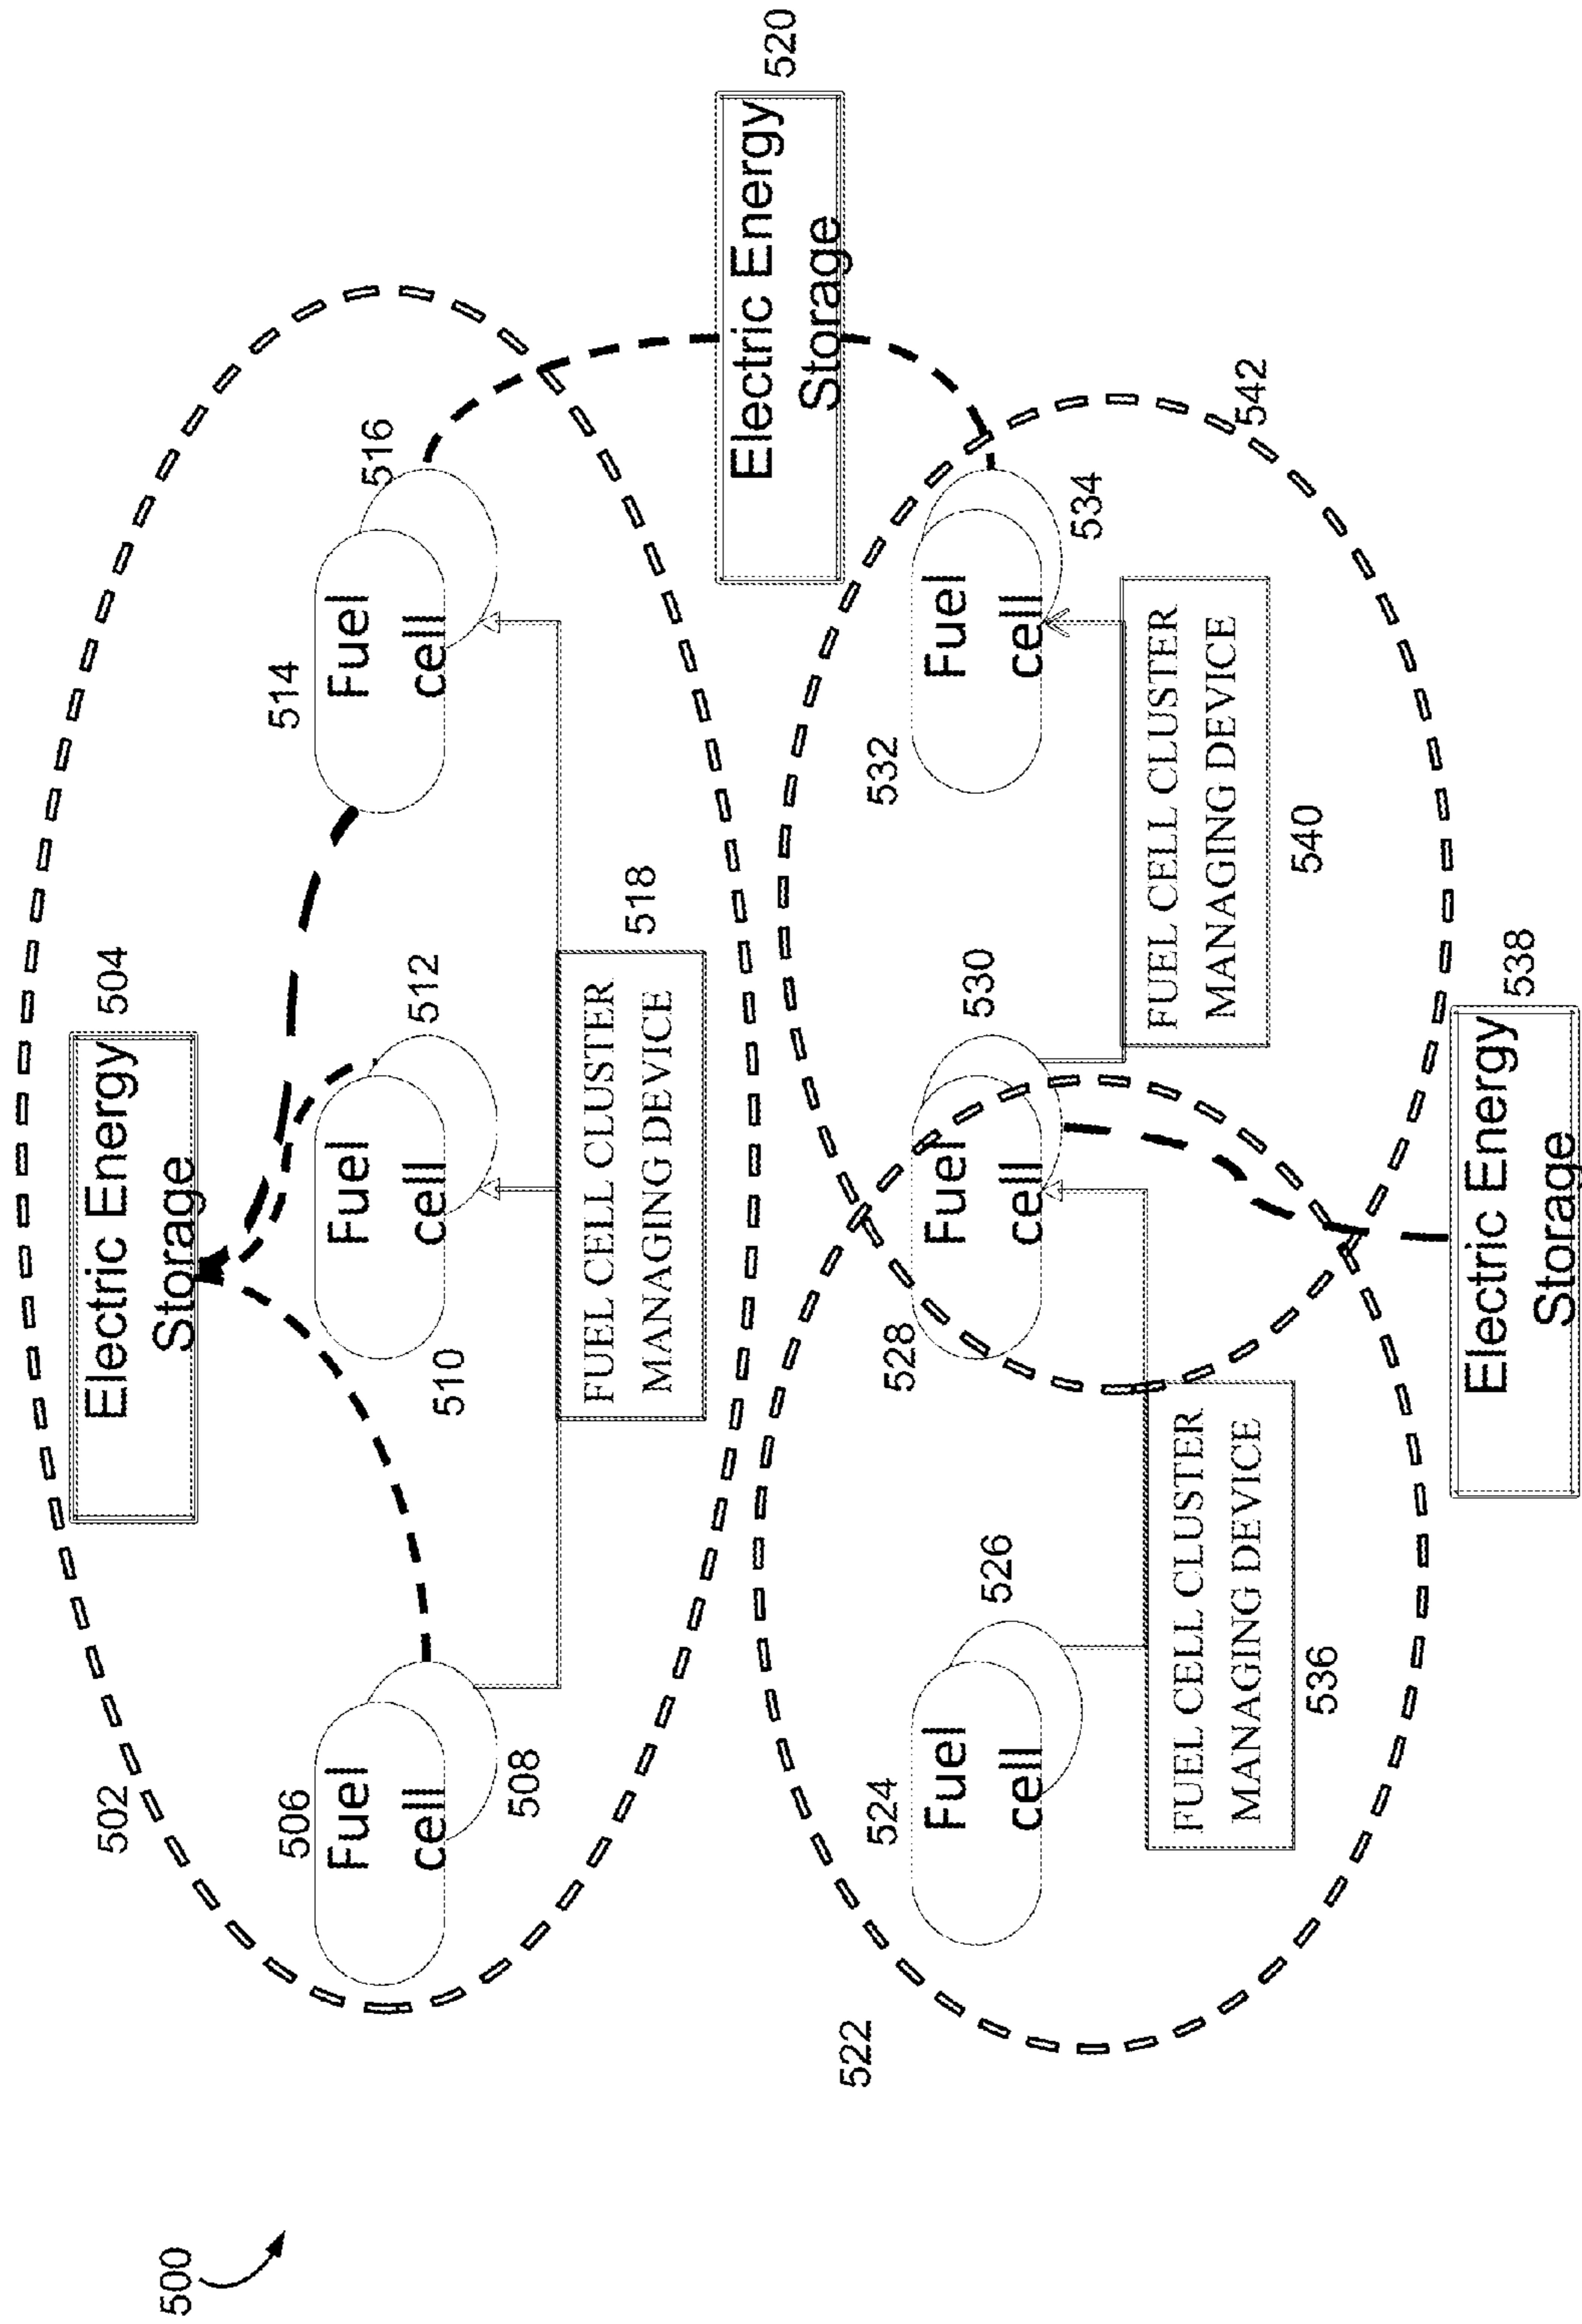 500
502
504
Electric Energy
Storage
506
Fuel
cell
508
510
Fuel
cell
512
514
Fuel
cell
516
FUEL CELL CLUSTER
MANAGING DEVICE
518
Electric Energy
Storage
520
522
524
Fuel
cell
526
528
Fuel
cell
530
532
Fuel
cell
534
FUEL CELL CLUSTER
MANAGING DEVICE
536
FUEL CELL CLUSTER
MANAGING DEVICE
540
542
Electric Energy
Storage
538